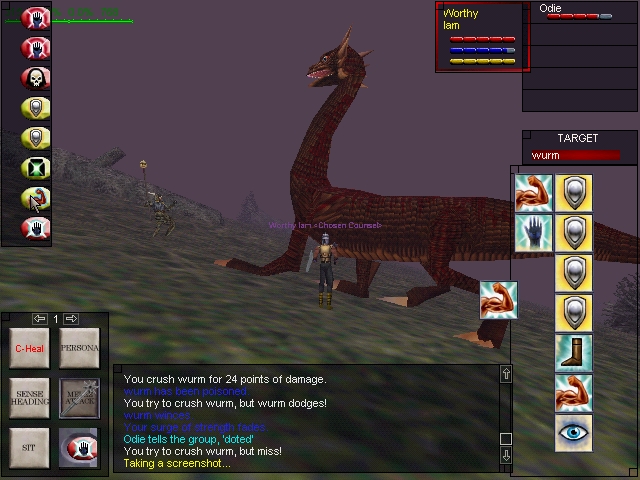 Worthy
Iam
Odie
TARGET
wurm
Worthy Iam <Chosen Counsel>
1
C-Heal
PERSONA
SENSE
HEADING
SIT
You crush wurm for 24 points of damage.
wurm has been poisoned.
You try to crush wurm, but wurm dodges!
wurm winces.
Your surge of strength fades.
Odie tells the group, 'doted'
You try to crush wurm, but miss!
Taking a screenshot...